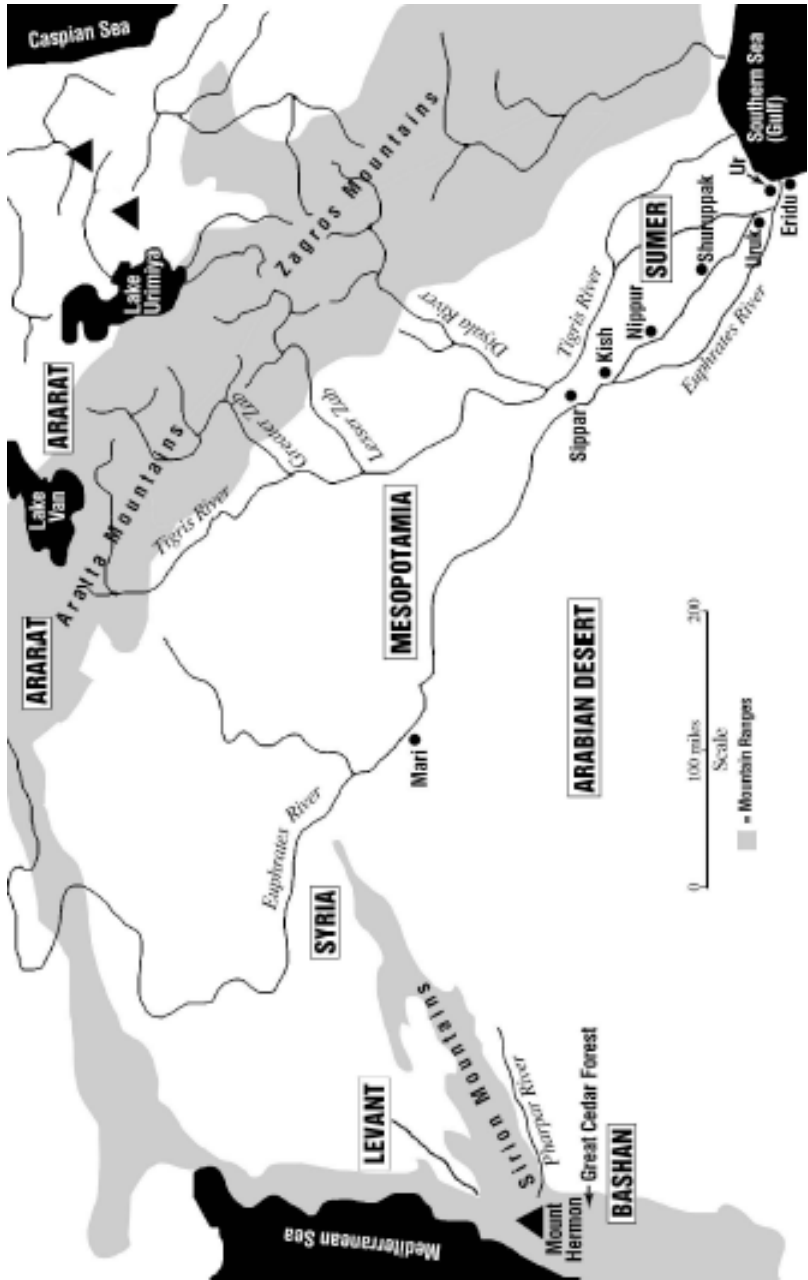 Caspian Sea
Lake
Urimiya
ARARAT
Lake
Van
ARARAT
Aratta Mountains
Zagros Mountains
Tigris River
Greater Zab
Lesser Zab
Diyala River
Euphrates River
SYRIA
MESOPOTAMIA
Mari
Tigris River
Sippar
Kish
Nippur
SUMER
Shuruppak
Uruk
Ur
Eridu
Southern Sea
(Gulf)
Euphrates River
Mediterranean Sea
LEVANT
Sirion Mountains
Pharpar River
Mount
Hermon
Great Cedar Forest
BASHAN
ARABIAN DESERT
0 100 miles 200
Scale
= Mountain Ranges